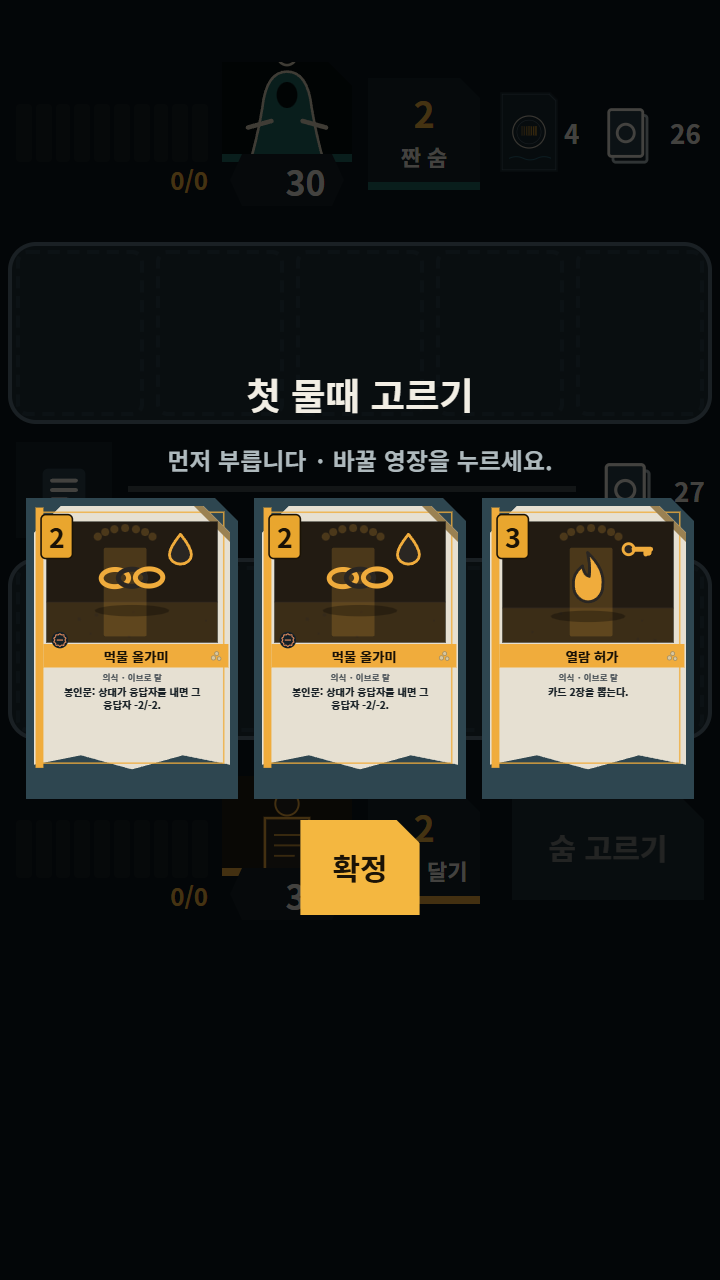 2
짠 숨
4
26
0/0
30
첫 물때 고르기
먼저 부릅니다 · 바꿀 영장을 누르세요.
27
2
먹물 올가미
의식 · 이브로 탈
봉인문: 상대가 응답자를 내면 그
응답자 -2/-2.
2
먹물 올가미
의식 · 이브로 탈
봉인문: 상대가 응답자를 내면 그
응답자 -2/-2.
3
열람 허가
의식 · 이브로 탈
카드 2장을 뽑는다.
2
달기
숨 고르기
확정
0/0
3